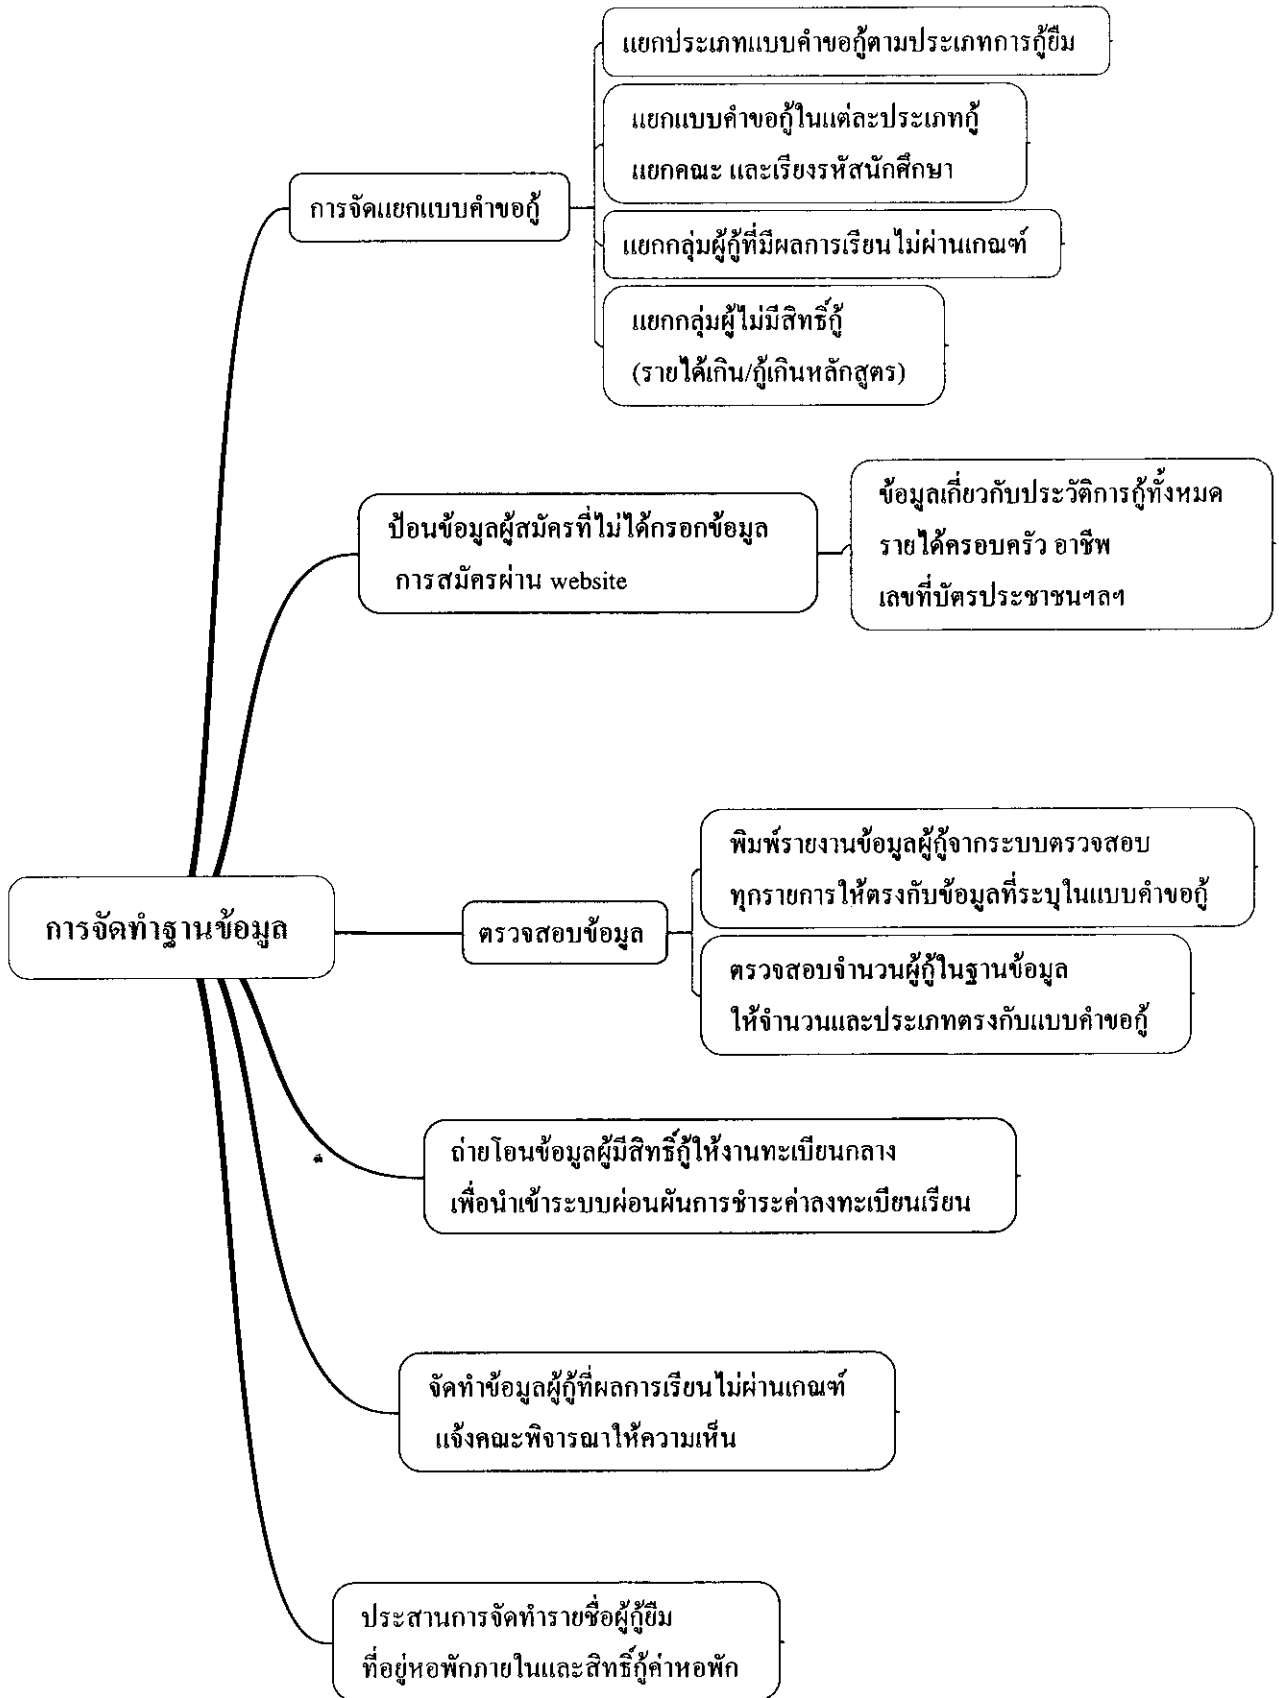 แยกประเภทแบบคำขอกู้ตามประเภทการกู้ยืม
แยกแบบคำขอกู้ในแต่ละประเภทกู้
แยกคณะ และเรียงรหัสนักศึกษา
การจัดแยกแบบคำขอกู้
แยกกลุ่มผู้กู้ที่มีผลการเรียนไม่ผ่านเกณฑ์
แยกกลุ่มผู้ไม่มีสิทธิ์กู้
(รายได้เกิน/กู้เกินหลักสูตร)
ป้อนข้อมูลผู้สมัครที่ไม่ได้กรอกข้อมูล
การสมัครผ่าน website
ข้อมูลเกี่ยวกับประวัติการกู้ทั้งหมด
รายได้ครอบครัว อาชีพ
เลขที่บัตรประชาชนฯลฯ
การจัดทำฐานข้อมูล
ตรวจสอบข้อมูล
พิมพ์รายงานข้อมูลผู้กู้จากระบบตรวจสอบ
ทุกรายการให้ตรงกับข้อมูลที่ระบุในแบบคำขอกู้
ตรวจสอบจำนวนผู้กู้ในฐานข้อมูล
ให้จำนวนและประเภทตรงกับแบบคำขอกู้
ถ่ายโอนข้อมูลผู้มีสิทธิ์กู้ให้งานทะเบียนกลาง
เพื่อนำเข้าระบบผ่อนผันการชำระค่าลงทะเบียนเรียน
จัดทำข้อมูลผู้กู้ที่ผลการเรียนไม่ผ่านเกณฑ์
แจ้งคณะพิจารณาให้ความเห็น
ประสานการจัดทำรายชื่อผู้กู้ยืม
ที่อยู่หอพักภายในและสิทธิ์กู้ค่าหอพัก